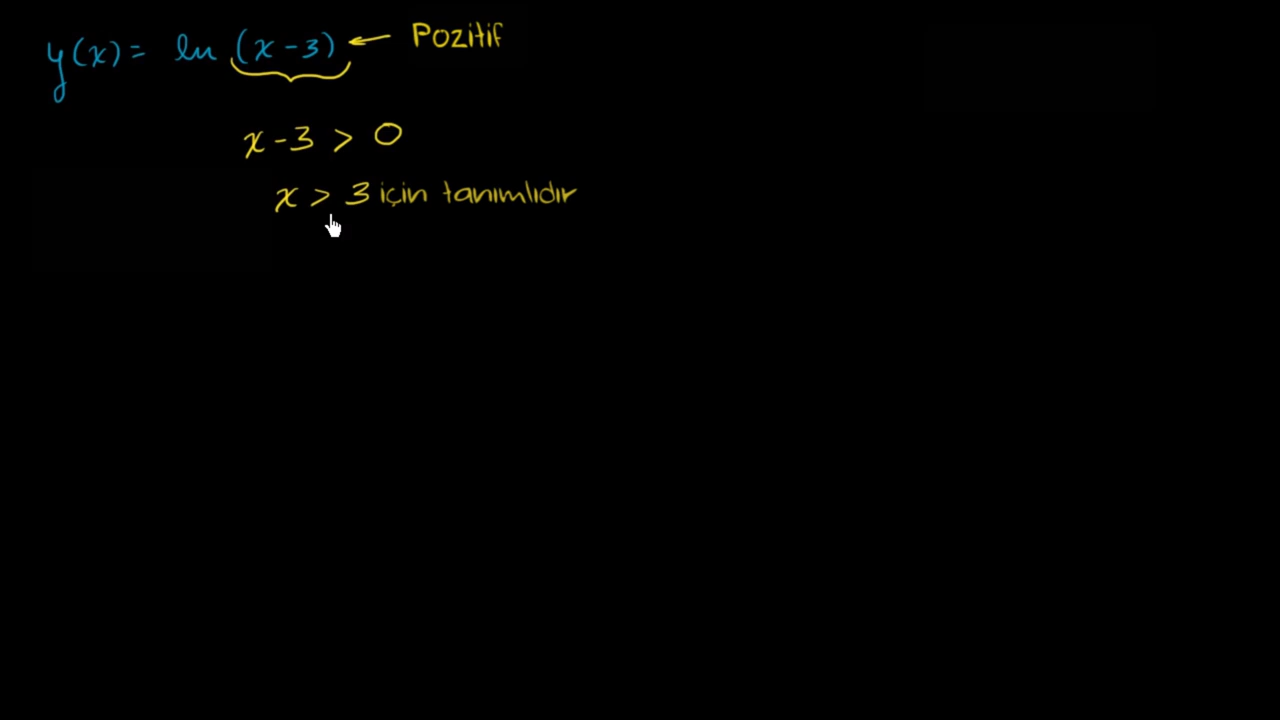 y(x) = ln (x-3) ← Pozitif
x-3 > 0
x > 3 için tanımlıdır